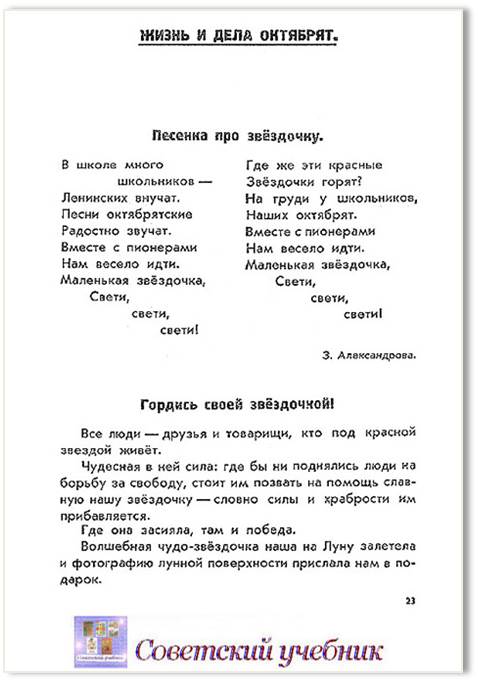 ЖИЗНЬ И ДЕЛА ОКТЯБРЯТ.
Песенка про звёздочку.
В школе много
школьников —
Ленинских внучат.
Песни октябрятские
Радостно звучат.
Вместе с пионерами
Нам весело идти.
Маленькая звёздочка,
Свети,
свети,
свети!
Где же эти красные
Звёздочки горят?
На груди у школьников,
Наших октябрят.
Вместе с пионерами
Нам весело идти.
Маленькая звёздочка,
Свети,
свети,
свети!
З. Александрова.
Гордись своей звёздочкой!
Все люди — друзья и товарищи, кто под красной
звездой живёт.
Чудесная в ней сила: где бы ни поднялись люди на
борьбу за свободу, стоит им позвать на помощь слав-
ную нашу звёздочку — словно силы и храбрости им
прибавляется.
Где она засияла, там и победа.
Волшебная чудо-звёздочка наша на Луну залетела
и фотографию лунной поверхности прислала нам в по-
дарок.
23
Советский учебник